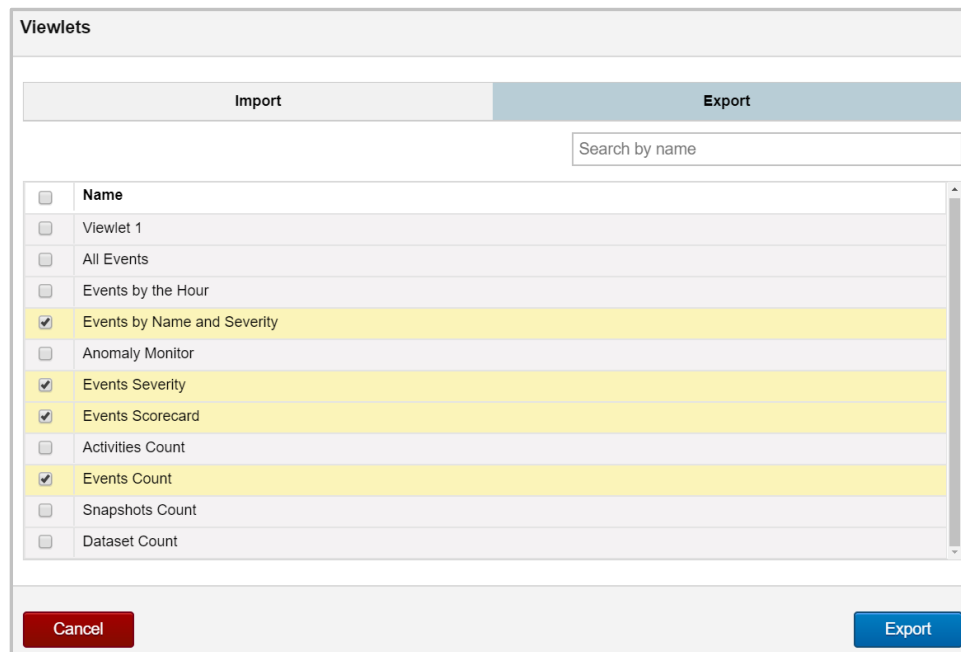 Viewlets
Import Export
Search by name
Name
Viewlet 1
All Events
Events by the Hour
Events by Name and Severity
Anomaly Monitor
Events Severity
Events Scorecard
Activities Count
Events Count
Snapshots Count
Dataset Count
Cancel Export